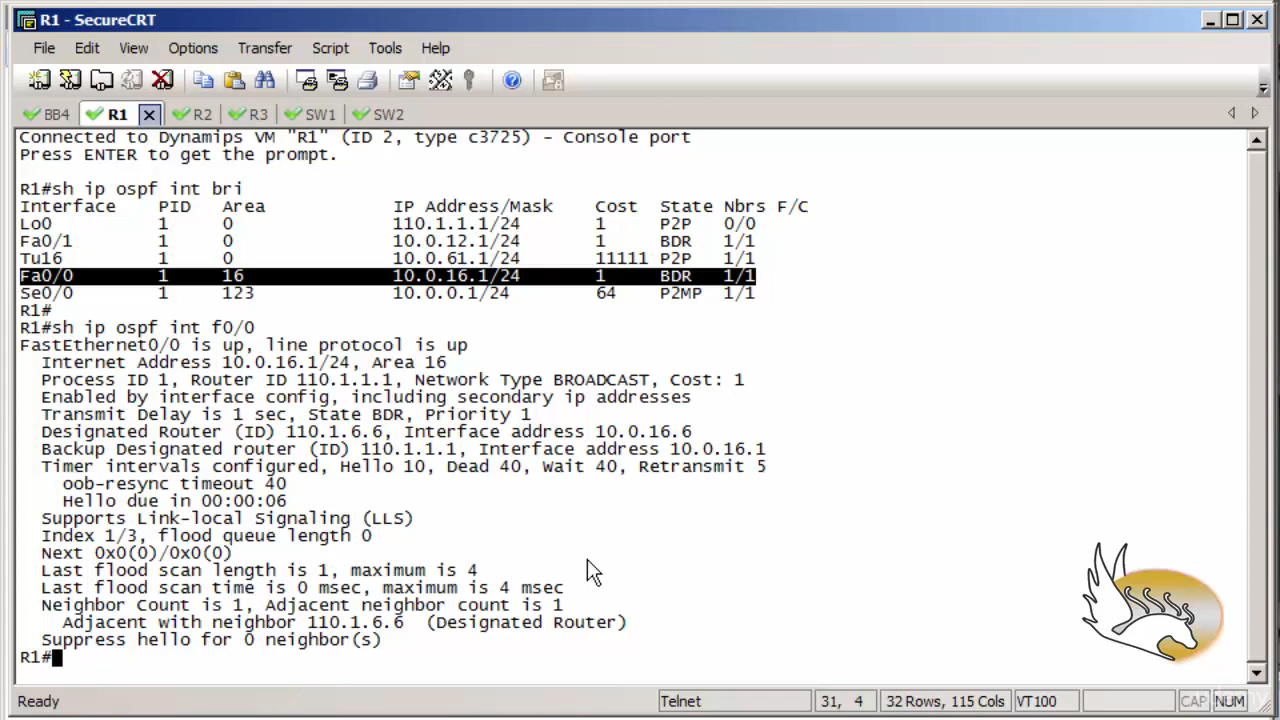 R1 - SecureCRT
File Edit View Options Transfer Script Tools Help
BB4 R1 R2 R3 SW1 SW2
Connected to Dynamips VM "R1" (ID 2, type c3725) - Console port
Press ENTER to get the prompt.
R1#sh ip ospf int bri
Interface    PID   Area            IP Address/Mask    Cost  State Nbrs F/C
Lo0          1     0               110.1.1.1/24       1     P2P   0/0
Fa0/1        1     0               10.0.12.1/24       1     BDR   1/1
Tu16         1     0               10.0.61.1/24       11111 P2P   1/1
Fa0/0        1     16              10.0.16.1/24       1     BDR   1/1
Se0/0        1     123             10.0.0.1/24        64    P2MP  1/1
R1#
R1#sh ip ospf int f0/0
FastEthernet0/0 is up, line protocol is up
  Internet Address 10.0.16.1/24, Area 16
  Process ID 1, Router ID 110.1.1.1, Network Type BROADCAST, Cost: 1
  Enabled by interface config, including secondary ip addresses
  Transmit Delay is 1 sec, State BDR, Priority 1
  Designated Router (ID) 110.1.6.6, Interface address 10.0.16.6
  Backup Designated router (ID) 110.1.1.1, Interface address 10.0.16.1
  Timer intervals configured, Hello 10, Dead 40, Wait 40, Retransmit 5
    oob-resync timeout 40
    Hello due in 00:00:06
  Supports Link-local Signaling (LLS)
  Index 1/3, flood queue length 0
  Next 0x0(0)/0x0(0)
  Last flood scan length is 1, maximum is 4
  Last flood scan time is 0 msec, maximum is 4 msec
  Neighbor Count is 1, Adjacent neighbor count is 1
    Adjacent with neighbor 110.1.6.6  (Designated Router)
  Suppress hello for 0 neighbor(s)
R1#
Ready Telnet 31, 4 32 Rows, 115 Cols VT100 CAP NUM